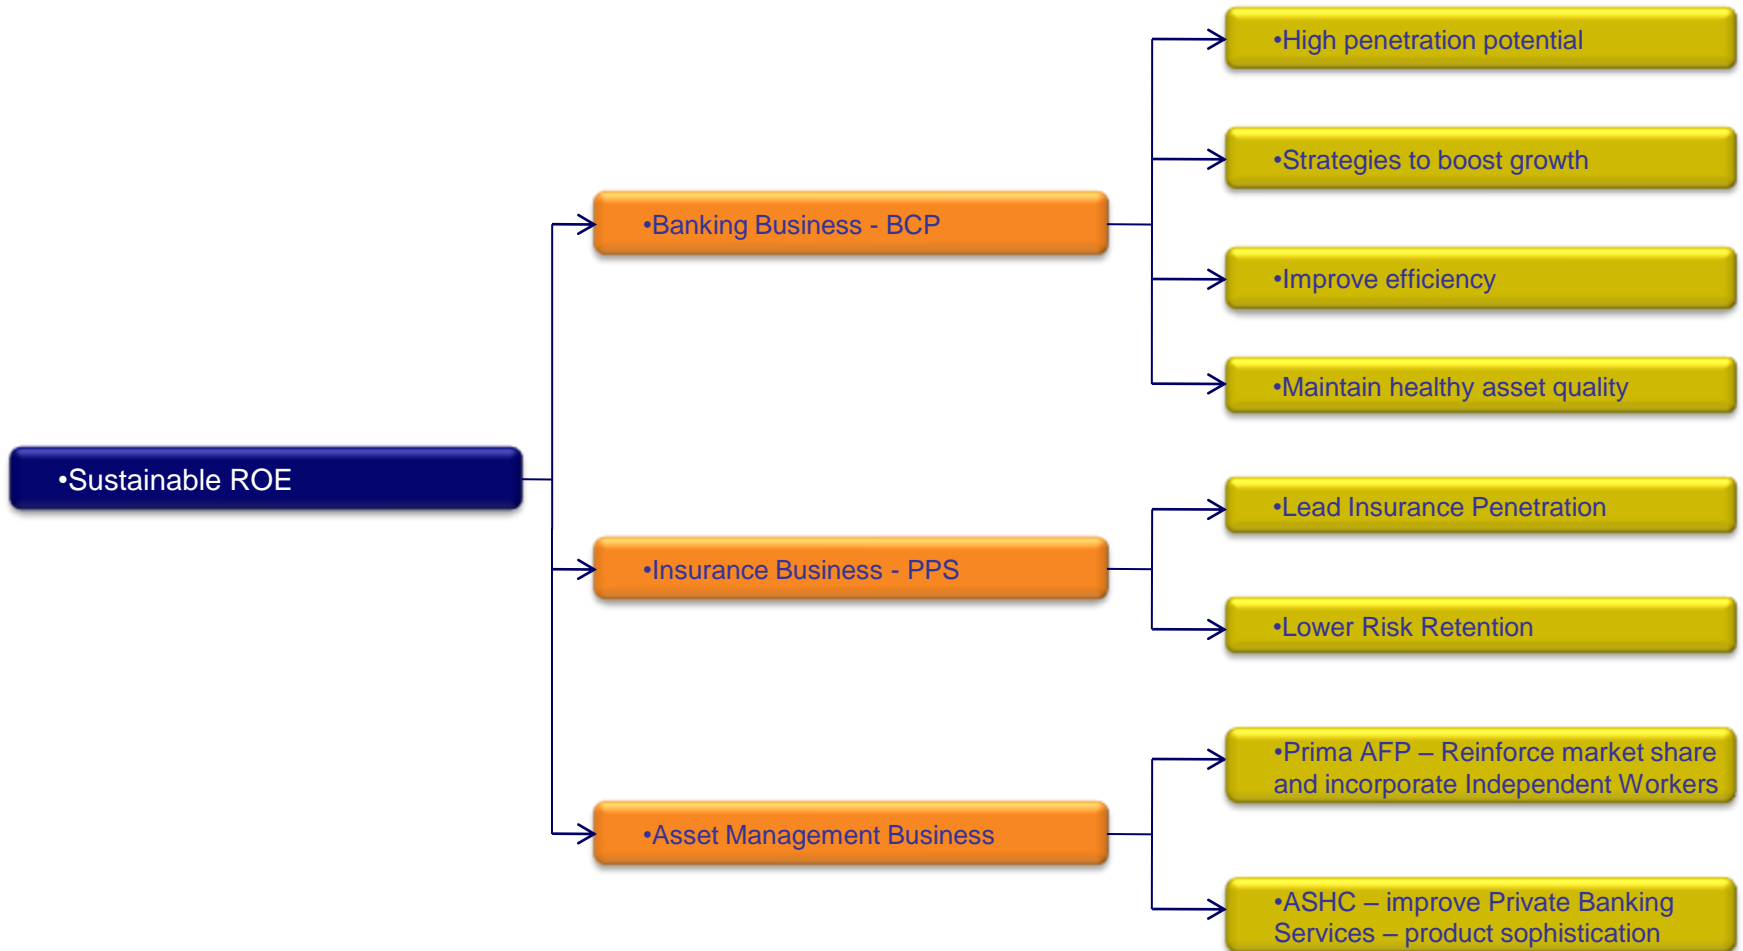 •High penetration potential
•Strategies to boost growth
•Banking Business - BCP
•Improve efficiency
•Maintain healthy asset quality
•Sustainable ROE
•Lead Insurance Penetration
•Insurance Business - PPS
•Lower Risk Retention
•Prima AFP – Reinforce market share
and incorporate Independent Workers
•Asset Management Business
•ASHC – improve Private Banking
Services – product sophistication